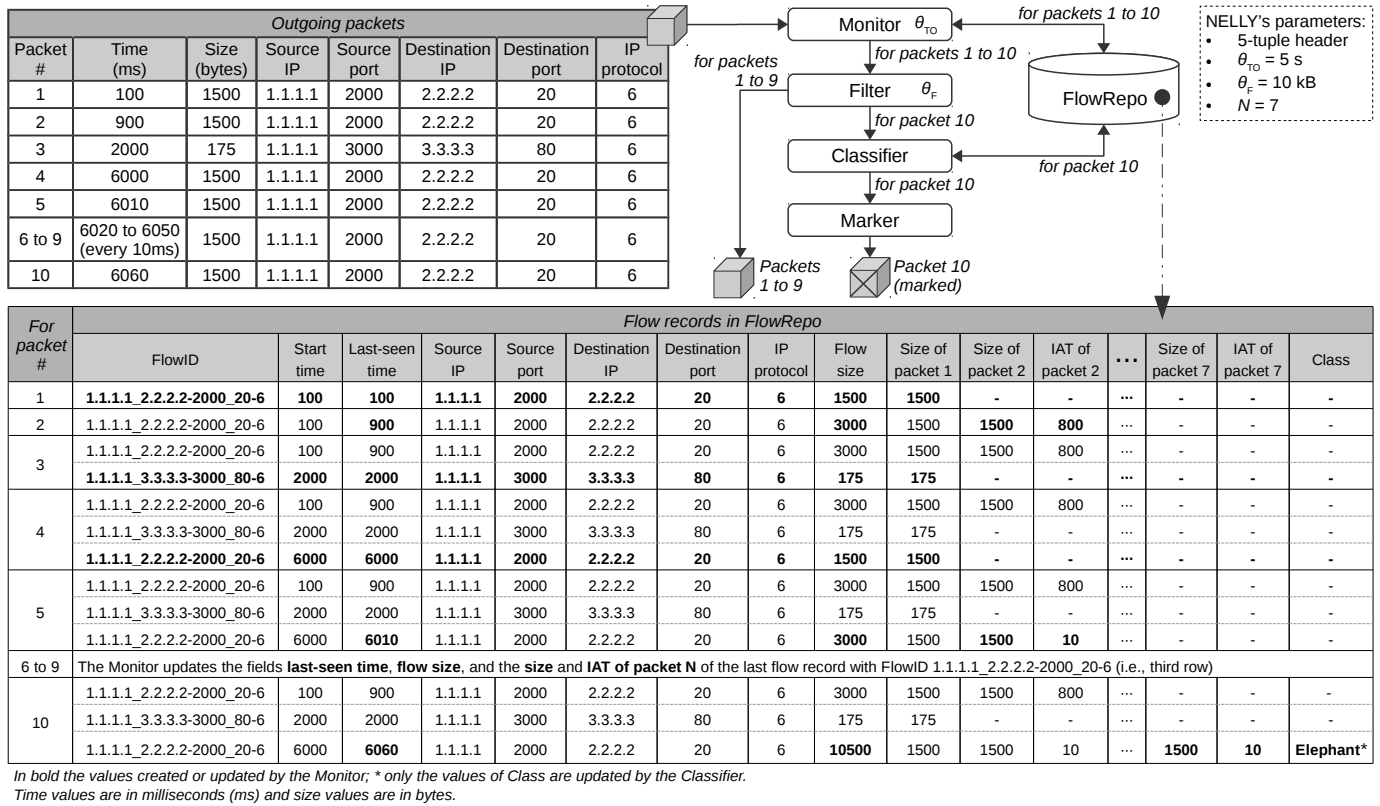 Outgoing packets
Packet # Time (ms) Size (bytes) Source IP Source port Destination IP Destination port IP protocol
1 100 1500 1.1.1.1 2000 2.2.2.2 20 6
2 900 1500 1.1.1.1 2000 2.2.2.2 20 6
3 2000 175 1.1.1.1 3000 3.3.3.3 80 6
4 6000 1500 1.1.1.1 2000 2.2.2.2 20 6
5 6010 1500 1.1.1.1 2000 2.2.2.2 20 6
6 to 9 6020 to 6050 (every 10ms) 1500 1.1.1.1 2000 2.2.2.2 20 6
10 6060 1500 1.1.1.1 2000 2.2.2.2 20 6
Monitor θTO
for packets 1 to 10
for packets 1 to 10
for packets
1 to 9
Filter θF
for packet 10
Classifier
for packet 10
for packet 10
Marker
Packets
1 to 9
Packet 10
(marked)
FlowRepo
NELLY's parameters:
• 5-tuple header
• θTO = 5 s
• θF = 10 kB
• N = 7
For packet #
Flow records in FlowRepo
FlowID Start time Last-seen time Source IP Source port Destination IP Destination port IP protocol Flow size Size of packet 1 Size of packet 2 IAT of packet 2 ... Size of packet 7 IAT of packet 7 Class
1 1.1.1.1_2.2.2.2-2000_20-6 100 100 1.1.1.1 2000 2.2.2.2 20 6 1500 1500 - - ... - - -
2 1.1.1.1_2.2.2.2-2000_20-6 100 900 1.1.1.1 2000 2.2.2.2 20 6 3000 1500 1500 800 ... - - -
3 1.1.1.1_2.2.2.2-2000_20-6 100 900 1.1.1.1 2000 2.2.2.2 20 6 3000 1500 1500 800 ... - - -
1.1.1.1_3.3.3.3-3000_80-6 2000 2000 1.1.1.1 3000 3.3.3.3 80 6 175 175 - - ... - - -
4 1.1.1.1_2.2.2.2-2000_20-6 100 900 1.1.1.1 2000 2.2.2.2 20 6 3000 1500 1500 800 ... - - -
1.1.1.1_3.3.3.3-3000_80-6 2000 2000 1.1.1.1 3000 3.3.3.3 80 6 175 175 - - ... - - -
1.1.1.1_2.2.2.2-2000_20-6 6000 6000 1.1.1.1 2000 2.2.2.2 20 6 1500 1500 - - ... - - -
5 1.1.1.1_2.2.2.2-2000_20-6 100 900 1.1.1.1 2000 2.2.2.2 20 6 3000 1500 1500 800 ... - - -
1.1.1.1_3.3.3.3-3000_80-6 2000 2000 1.1.1.1 3000 3.3.3.3 80 6 175 175 - - ... - - -
1.1.1.1_2.2.2.2-2000_20-6 6000 6010 1.1.1.1 2000 2.2.2.2 20 6 3000 1500 1500 10 ... - - -
6 to 9 The Monitor updates the fields last-seen time, flow size, and the size and IAT of packet N of the last flow record with FlowID 1.1.1.1_2.2.2.2-2000_20-6 (i.e., third row)
10 1.1.1.1_2.2.2.2-2000_20-6 100 900 1.1.1.1 2000 2.2.2.2 20 6 3000 1500 1500 800 ... - - -
1.1.1.1_3.3.3.3-3000_80-6 2000 2000 1.1.1.1 3000 3.3.3.3 80 6 175 175 - - ... - - -
1.1.1.1_2.2.2.2-2000_20-6 6000 6060 1.1.1.1 2000 2.2.2.2 20 6 10500 1500 1500 10 ... 1500 10 Elephant*
In bold the values created or updated by the Monitor; * only the values of Class are updated by the Classifier.
Time values are in milliseconds (ms) and size values are in bytes.